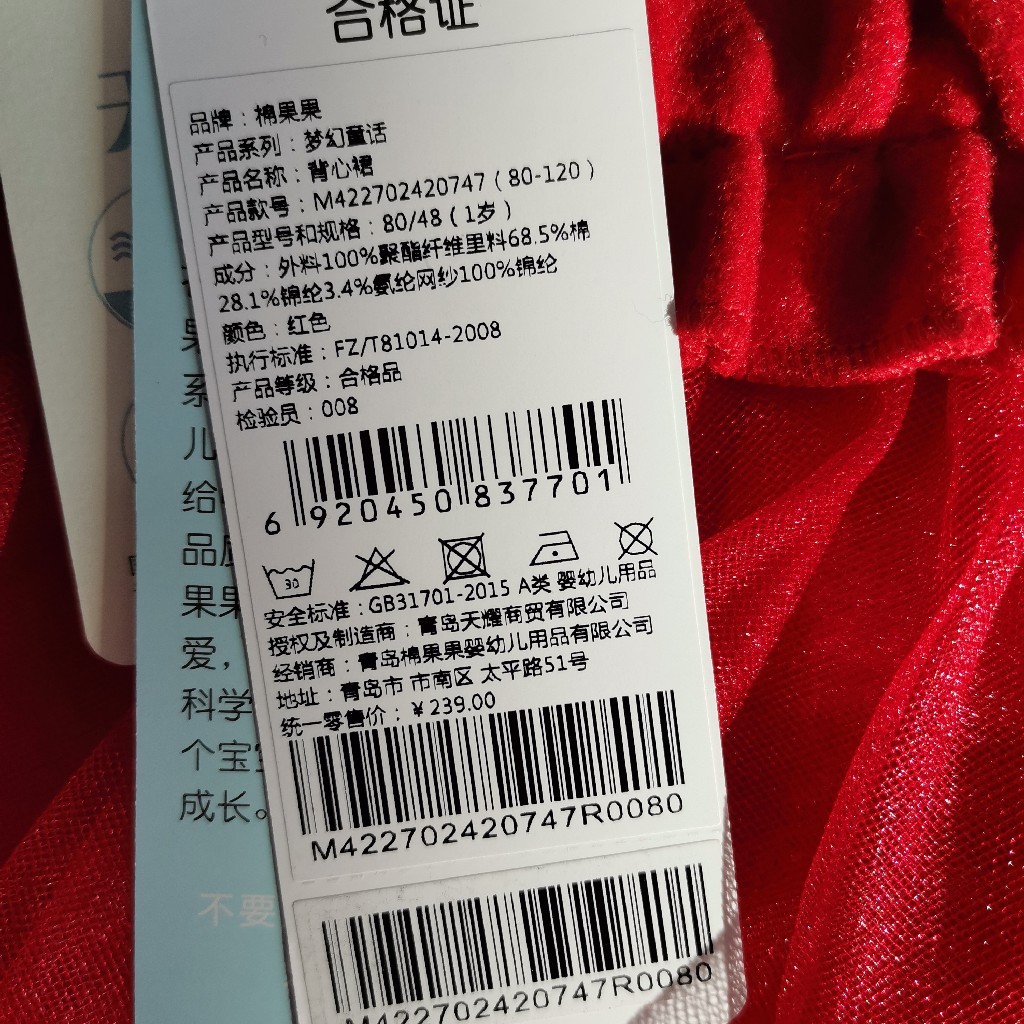 合格证
品牌：棉果果
产品系列：梦幻童话
产品名称：背心裙
产品款号：M422702420747（80-120）
产品型号和规格：80/48（1岁）
成分：外料100%聚酯纤维里料68.5%棉
28.1%锦纶3.4%氨纶网纱100%锦纶
颜色：红色
执行标准：FZ/T81014-2008
产品等级：合格品
检验员：008
6 920450 837701
30
安全标准：GB31701-2015 A类 婴幼儿用品
授权及制造商：青岛天耀商贸有限公司
经销商：青岛棉果果婴幼儿用品有限公司
地址：青岛市 市南区 太平路51号
统一零售价：￥239.00
M422702420747R0080
M422702420747R0080
系
儿
给
品
果果
爱，
科学
个宝
成长。
不要